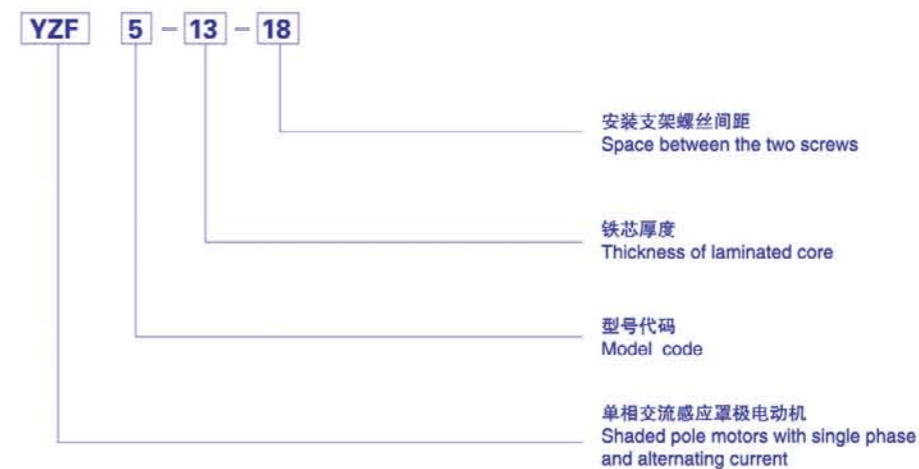 YZF 5 - 13 - 18
安装支架螺丝间距
Space between the two screws
铁芯厚度
Thickness of laminated core
型号代码
Model code
单相交流感应罩极电动机
Shaded pole motors with single phase
and alternating current